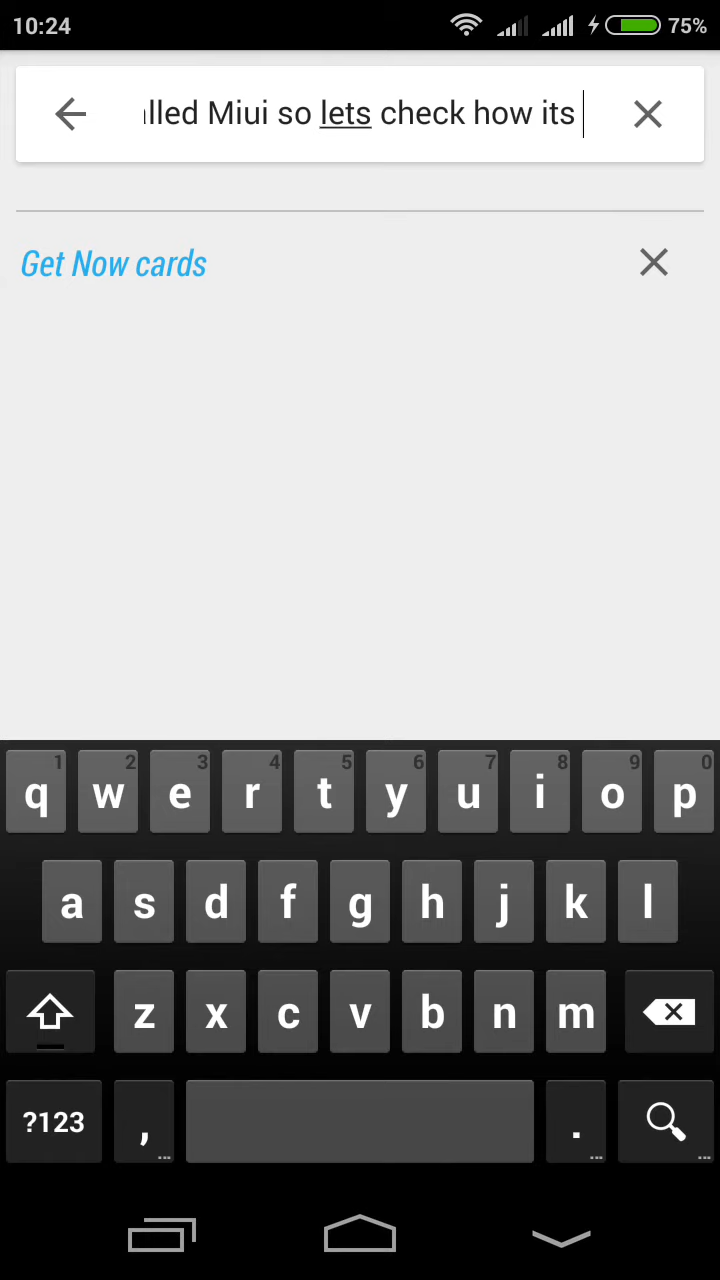 10:24 75%
lled Miui so lets check how its
Get Now cards
q 1 w 2 e 3 r 4 t 5 y 6 u 7 i 8 o 9 p 0
a s d f g h j k l
z x c v b n m
?123 , ... . ... ...